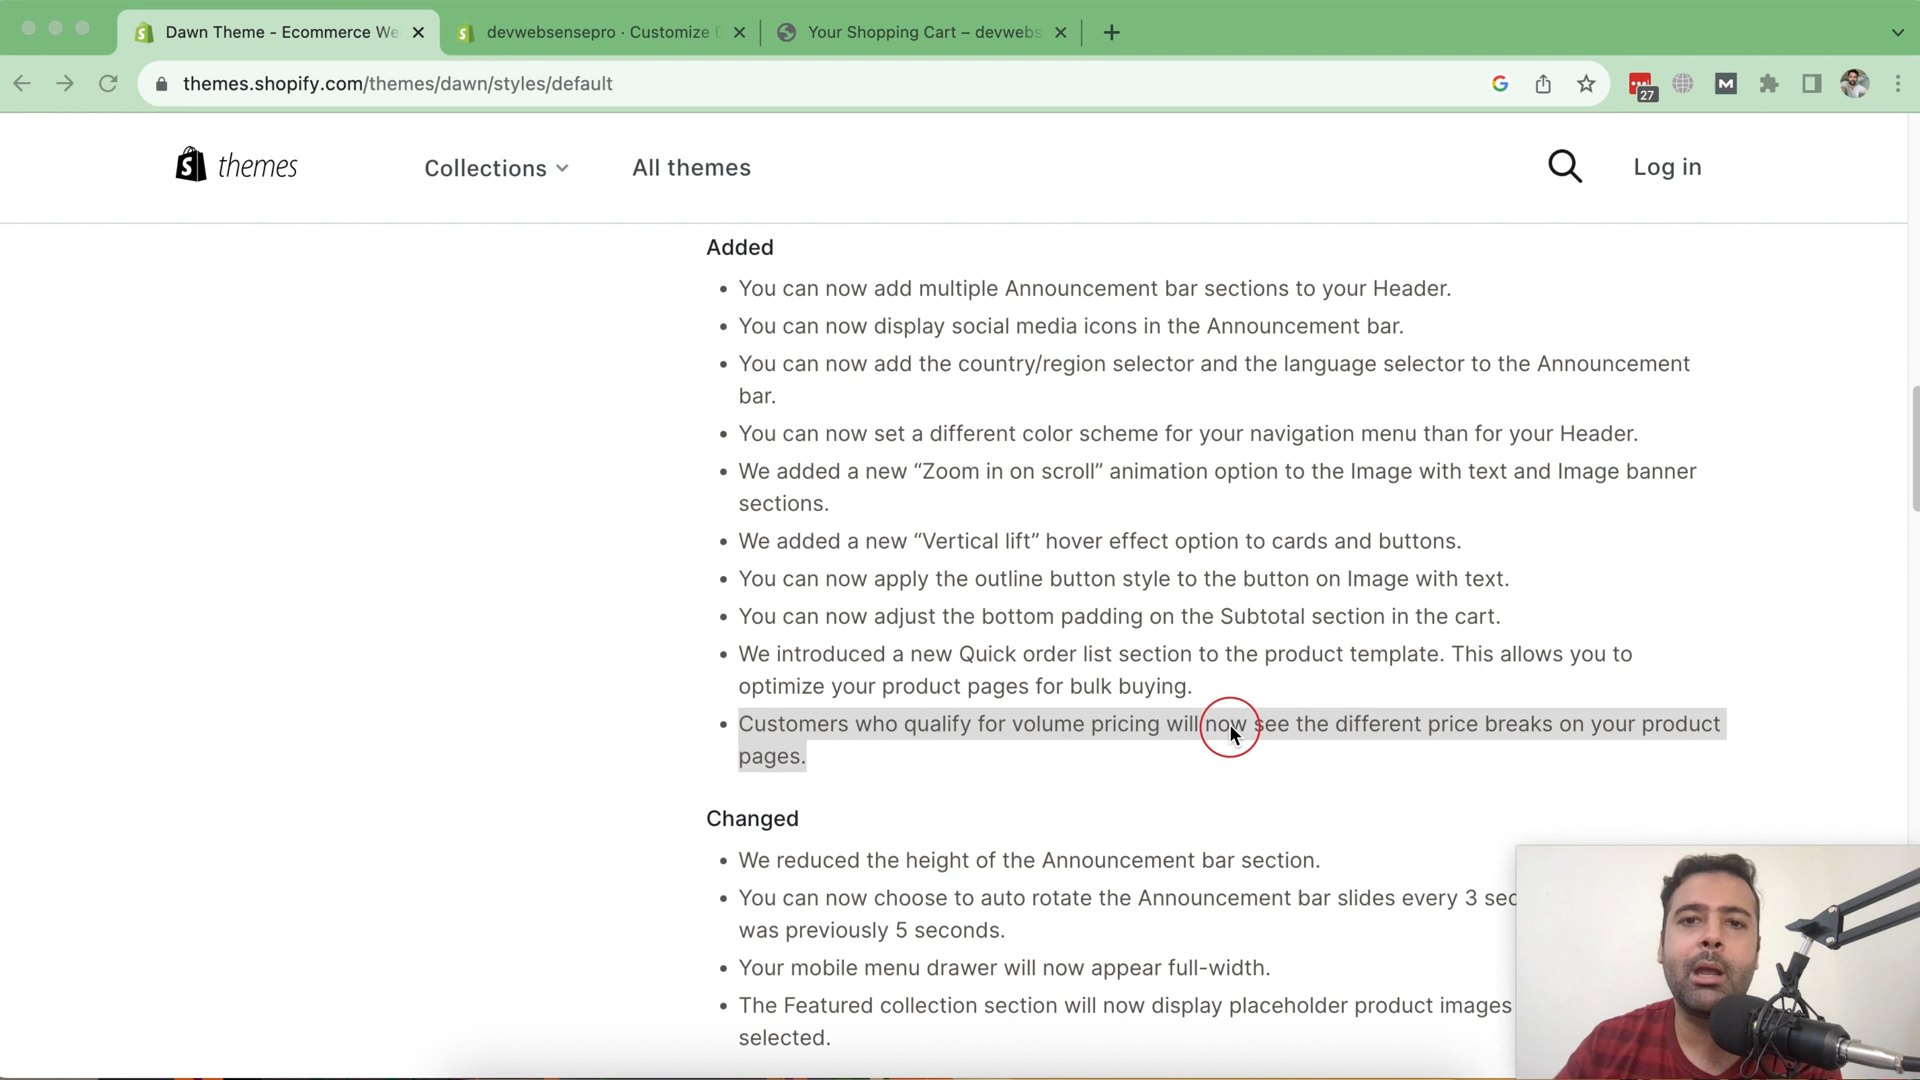 Dawn Theme - Ecommerce We
devwebsensepro · Customize D
Your Shopping Cart – devwebs
themes.shopify.com/themes/dawn/styles/default
27
themes
Collections
All themes
Log in
Added
• You can now add multiple Announcement bar sections to your Header.
• You can now display social media icons in the Announcement bar.
• You can now add the country/region selector and the language selector to the Announcement
bar.
• You can now set a different color scheme for your navigation menu than for your Header.
• We added a new “Zoom in on scroll” animation option to the Image with text and Image banner
sections.
• We added a new “Vertical lift” hover effect option to cards and buttons.
• You can now apply the outline button style to the button on Image with text.
• You can now adjust the bottom padding on the Subtotal section in the cart.
• We introduced a new Quick order list section to the product template. This allows you to
optimize your product pages for bulk buying.
• Customers who qualify for volume pricing will now see the different price breaks on your product
pages.
Changed
• We reduced the height of the Announcement bar section.
• You can now choose to auto rotate the Announcement bar slides every 3 sec
was previously 5 seconds.
• Your mobile menu drawer will now appear full-width.
• The Featured collection section will now display placeholder product images
selected.